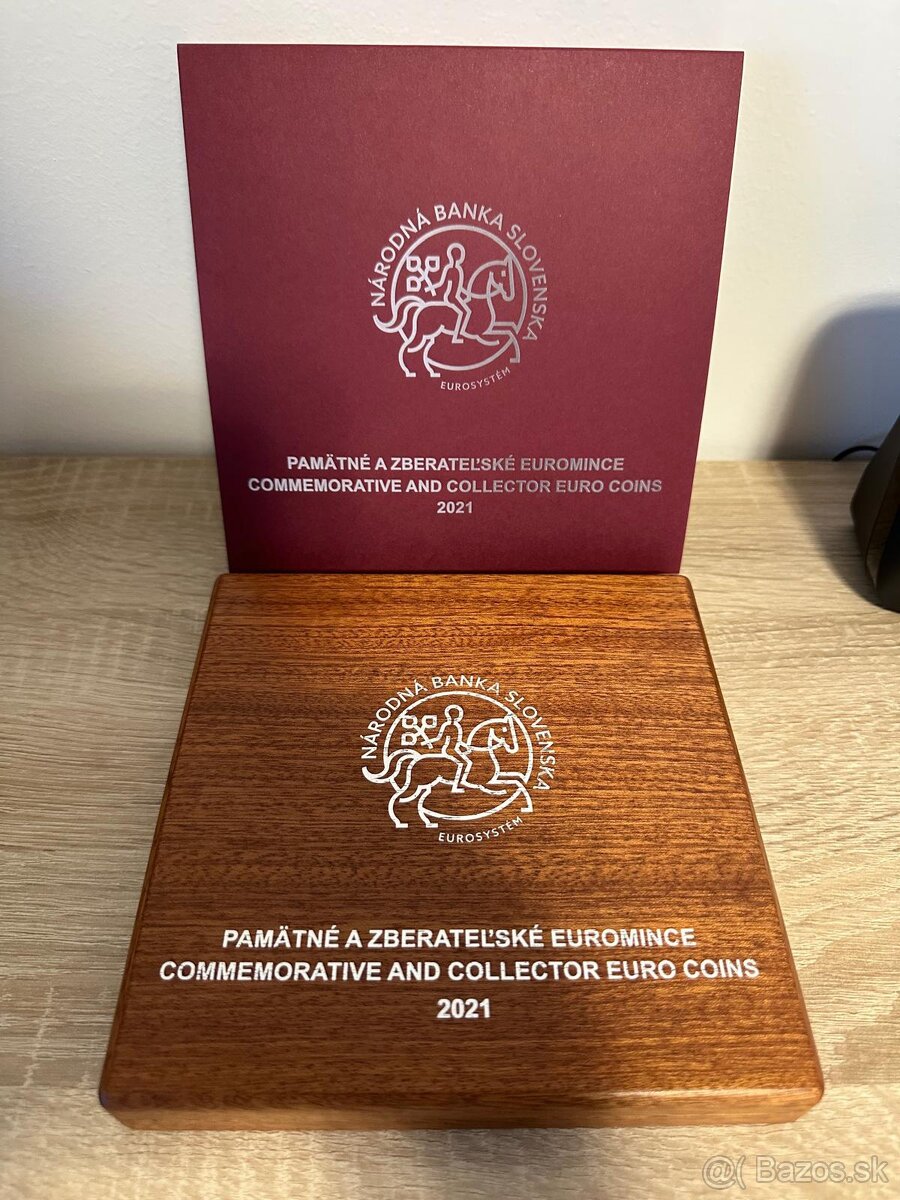 NÁRODNÁ BANKA SLOVENSKA
EUROSYSTÉM
PAMÄTNÉ A ZBERATEĽSKÉ EUROMINCE
COMMEMORATIVE AND COLLECTOR EURO COINS
2021
NÁRODNÁ BANKA SLOVENSKA
EUROSYSTÉM
PAMÄTNÉ A ZBERATEĽSKÉ EUROMINCE
COMMEMORATIVE AND COLLECTOR EURO COINS
2021
@( Bazos.sk